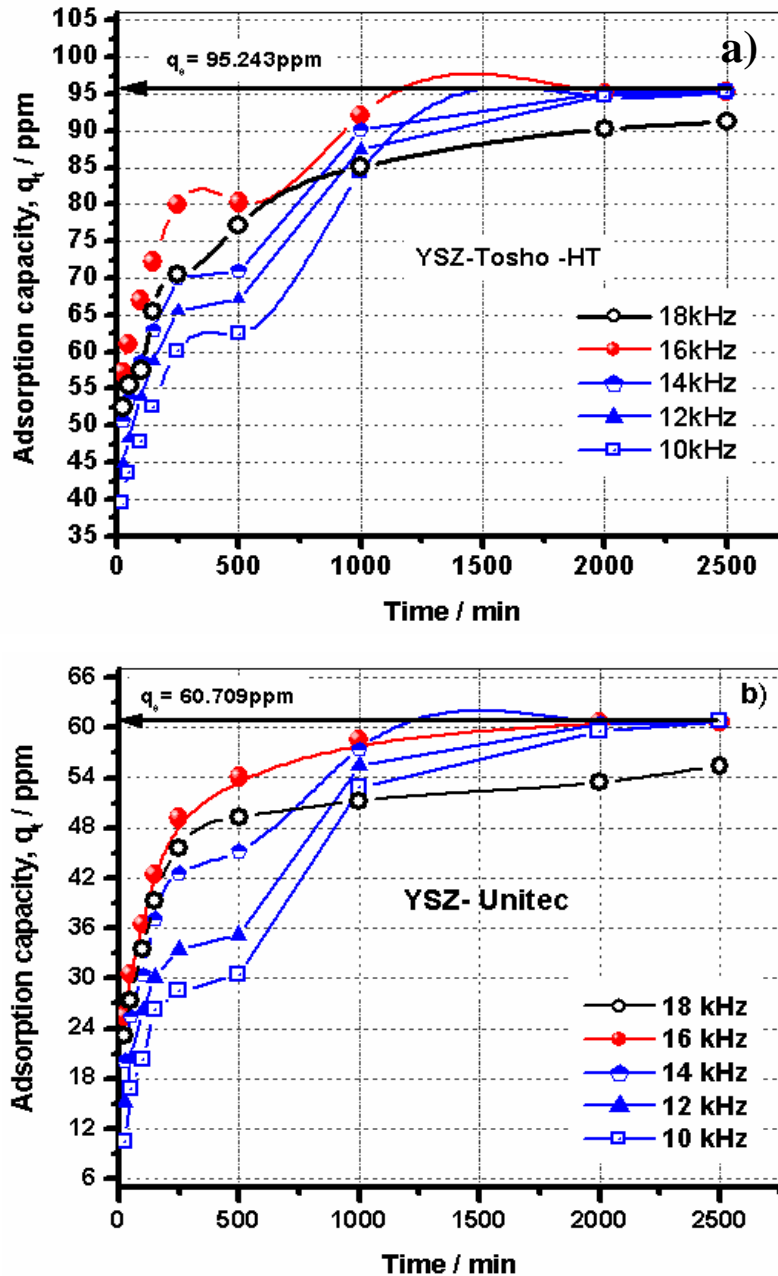 a)
105
100
95
90
85
80
75
70
65
60
55
50
45
40
35
Adsorption capacity, qt / ppm
qe = 95.243ppm
YSZ-Tosho -HT
18kHz
16kHz
14kHz
12kHz
10kHz
0 500 1000 1500 2000 2500
Time / min
b)
66
60
54
48
42
36
30
24
18
12
6
Adsorption capacity, qt / ppm
qe = 60.709ppm
YSZ- Unitec
18 kHz
16 kHz
14 kHz
12 kHz
10 kHz
0 500 1000 1500 2000 2500
Time / min